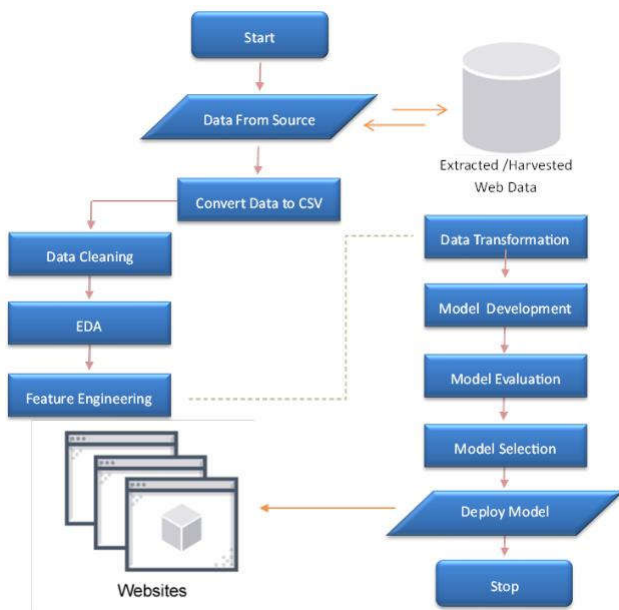 Start
Data From Source
Extracted /Harvested
Web Data
Convert Data to CSV
Data Cleaning
EDA
Feature Engineering
Data Transformation
Model Development
Model Evaluation
Model Selection
Deploy Model
Stop
Websites